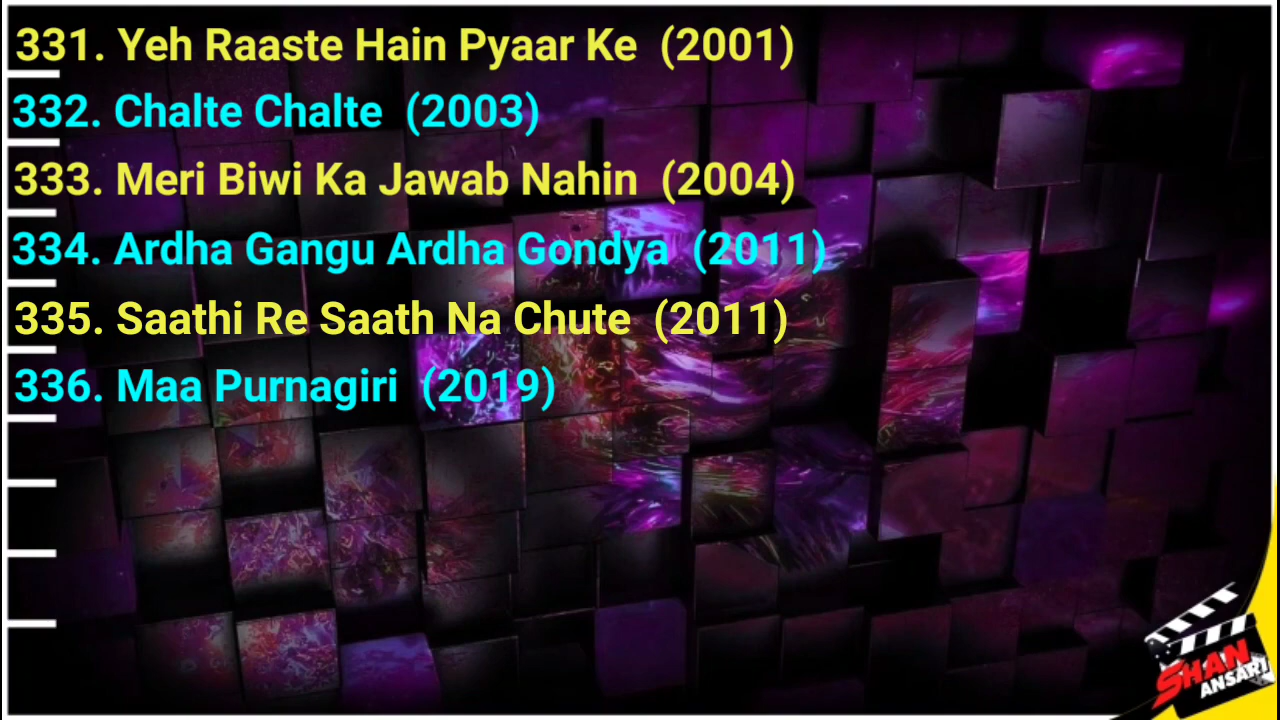 331. Yeh Raaste Hain Pyaar Ke (2001)
332. Chalte Chalte (2003)
333. Meri Biwi Ka Jawab Nahin (2004)
334. Ardha Gangu Ardha Gondya (2011)
335. Saathi Re Saath Na Chute (2011)
336. Maa Purnagiri (2019)
SHAN
ANSARI